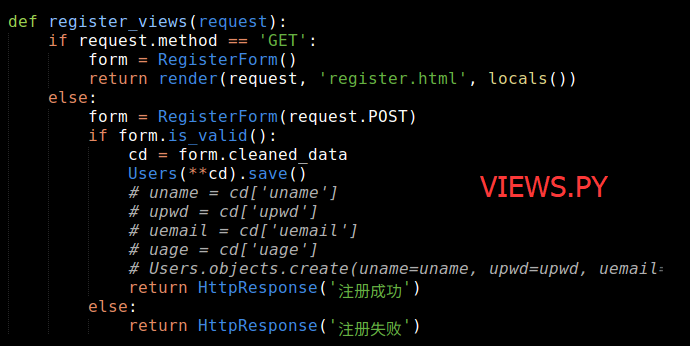 def register_views(request):
    if request.method == 'GET':
        form = RegisterForm()
        return render(request, 'register.html', locals())
    else:
        form = RegisterForm(request.POST)
        if form.is_valid():
            cd = form.cleaned_data
            Users(**cd).save()
            # uname = cd['uname']
            # upwd = cd['upwd']
            # uemail = cd['uemail']
            # uage = cd['uage']
            # Users.objects.create(uname=uname, upwd=upwd, uemail=
            return HttpResponse('注册成功')
        else:
            return HttpResponse('注册失败')
VIEWS.PY